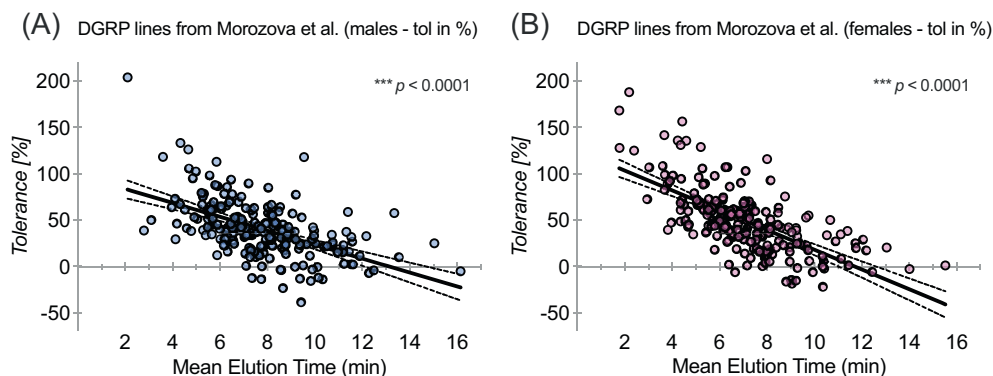 (A) DGRP lines from Morozova et al. (males - tol in %)
*** p < 0.0001
Tolerance [%]
200
150
100
50
0
-50
2 4 6 8 10 12 14 16
Mean Elution Time (min)
(B) DGRP lines from Morozova et al. (females - tol in %)
*** p < 0.0001
Tolerance [%]
200
150
100
50
0
-50
2 4 6 8 10 12 14 16
Mean Elution Time (min)